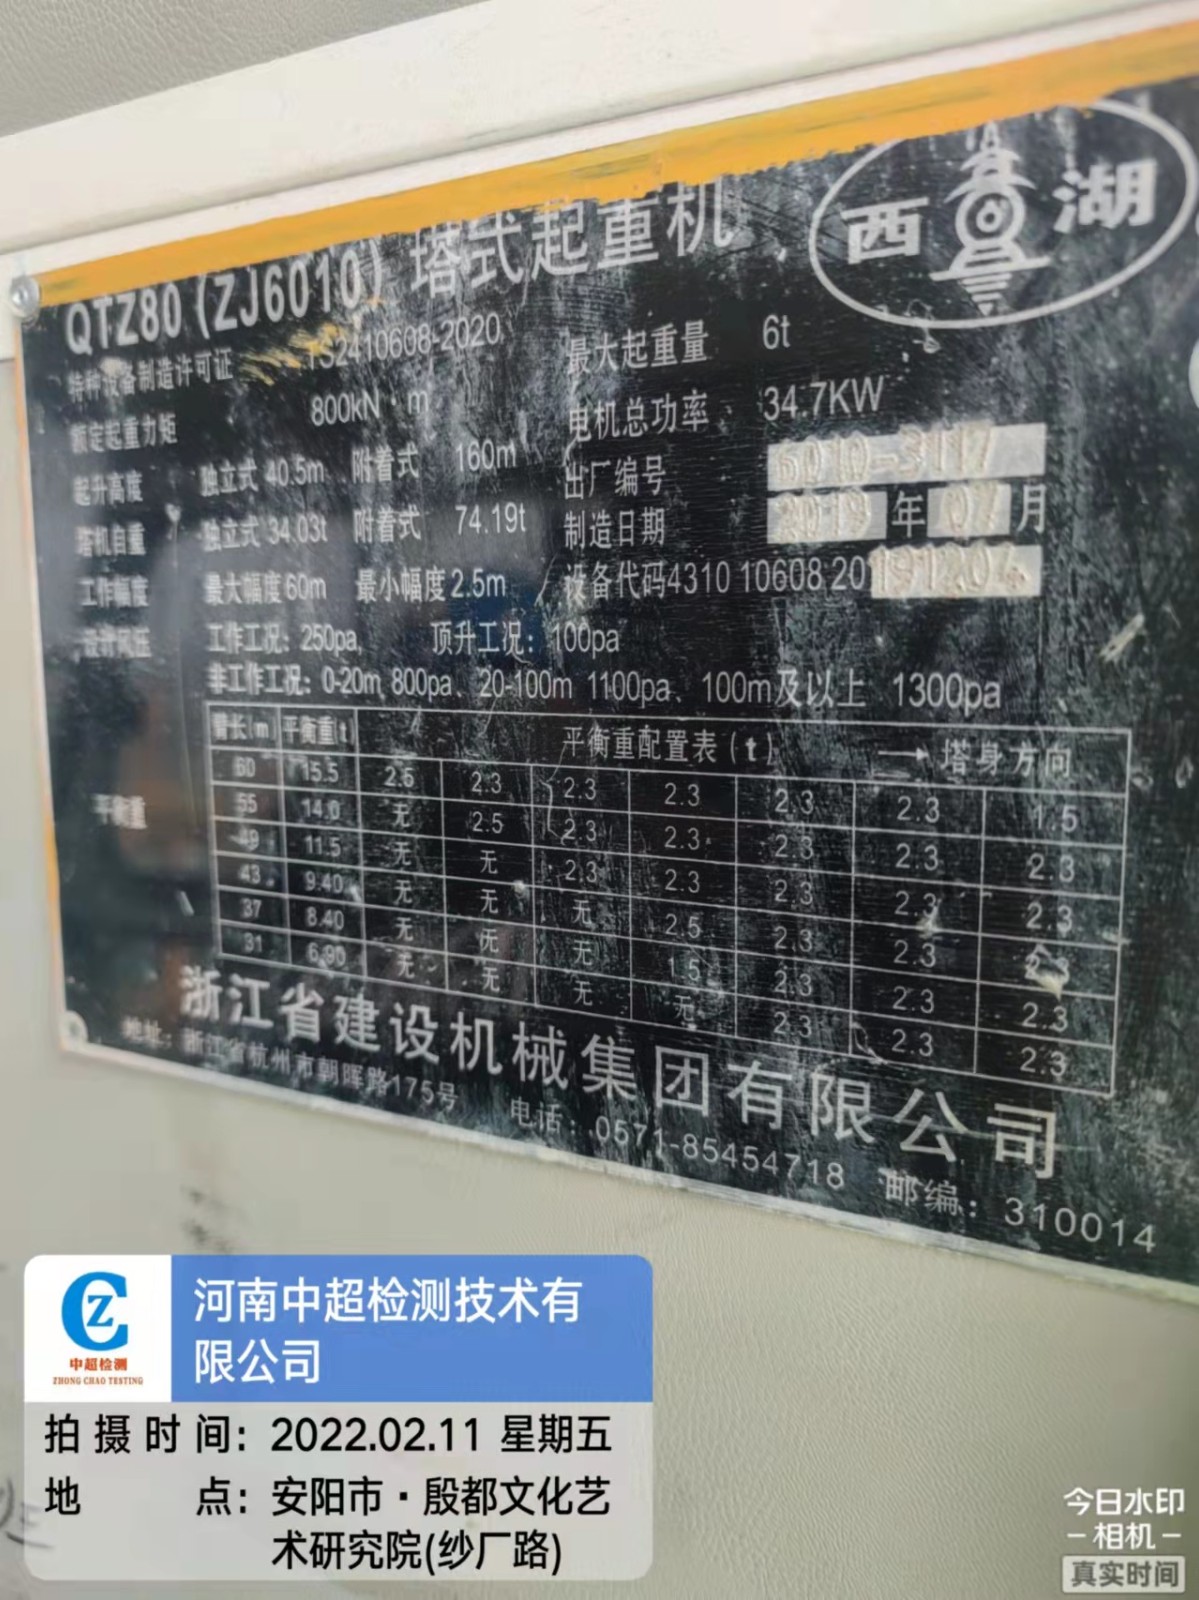 西湖
QTZ80 (ZJ6010) 塔式起重机
特种设备制造许可证 TS2410608-2020 最大起重量 6t
额定起重力矩 800kN·m 电机总功率 34.7KW
起升高度 独立式 40.5m 附着式 160m 出厂编号 6010-3117
塔机自重 独立式 34.03t 附着式 74.19t 制造日期 2019 年 07 月
工作幅度 最大幅度60m 最小幅度2.5m 设备代码4310 10608 20191204
设计风压 工作工况：250pa, 顶升工况：100pa
非工作工况：0-20m 800pa、20-100m 1100pa、100m及以上 1300pa
平衡重
臂长(m) 平衡重(t) 平衡重配置表(t) → 塔身方向
60 15.5 2.5 2.3 2.3 2.3 2.3 2.3 1.5
55 14.0 无 2.5 2.3 2.3 2.3 2.3 2.3
49 11.5 无 无 2.3 2.3 2.3 2.3 2.3
43 9.40 无 无 无 2.5 2.3 2.3 2.3
37 8.40 无 无 无 1.5 2.3 2.3 2.3
31 6.90 无 无 无 无 2.3 2.3 2.3
浙江省建设机械集团有限公司
地址：浙江省杭州市朝晖路175号 电话：0571-85454718 邮编：310014
中超检测
ZHONG CHAO TESTING
河南中超检测技术有
限公司
拍摄时间：2022.02.11 星期五
地 点：安阳市·殷都文化艺
术研究院(纱厂路)
今日水印
-相机-
真实时间